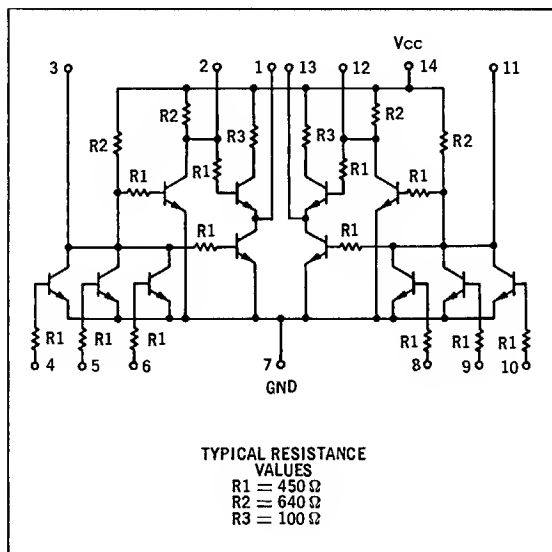 Vcc
3 2 1 13 12 14 11
R2 R2
R2 R3 R3 R2
R1 R1
R1 R1
R1 R1
R1 R1 R1 R1 R1 R1
4 5 6 7 8 9 10
GND
TYPICAL RESISTANCE
VALUES
R1 = 450 Ω
R2 = 640 Ω
R3 = 100 Ω